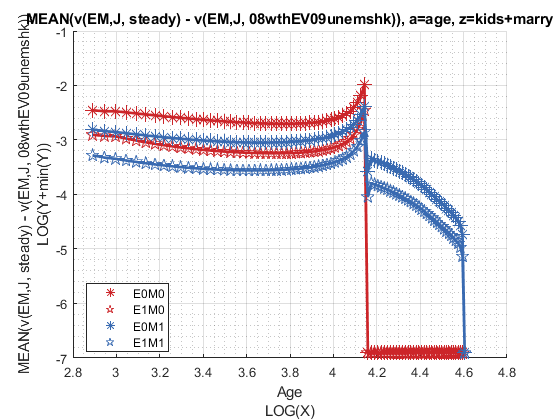 MEAN(v(EM,J, steady) - v(EM,J, 08wthEV09unemshk)), a=age, z=kids+marry
MEAN(v(EM,J, steady) - v(EM,J, 08wthEV09unemshk))
LOG(Y+min(Y))
-1
-2
-3
-4
-5
-6
-7
E0M0
E1M0
E0M1
E1M1
2.8 3 3.2 3.4 3.6 3.8 4 4.2 4.4 4.6 4.8
Age
LOG(X)